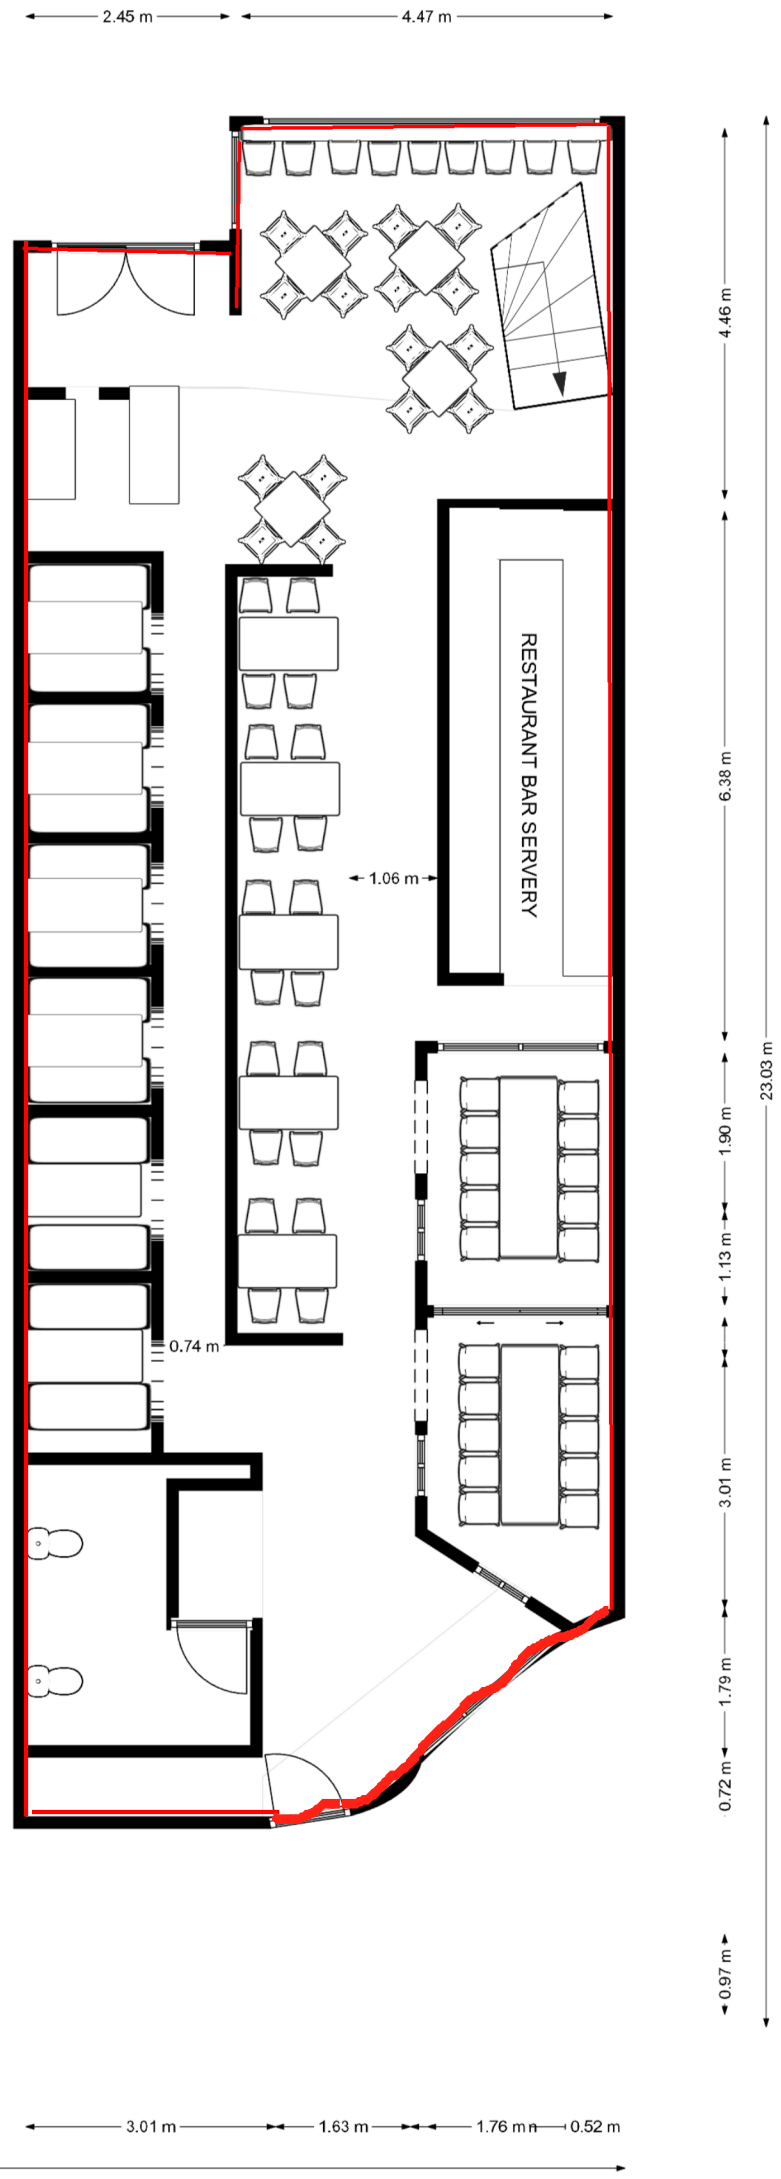 2.45 m
4.47 m
4.46 m
6.38 m
RESTAURANT BAR SERVERY
1.06 m
23.03 m
1.90 m
1.13 m
0.74 m
3.01 m
1.79 m
0.72 m
0.97 m
3.01 m
1.63 m
1.76 m
0.52 m